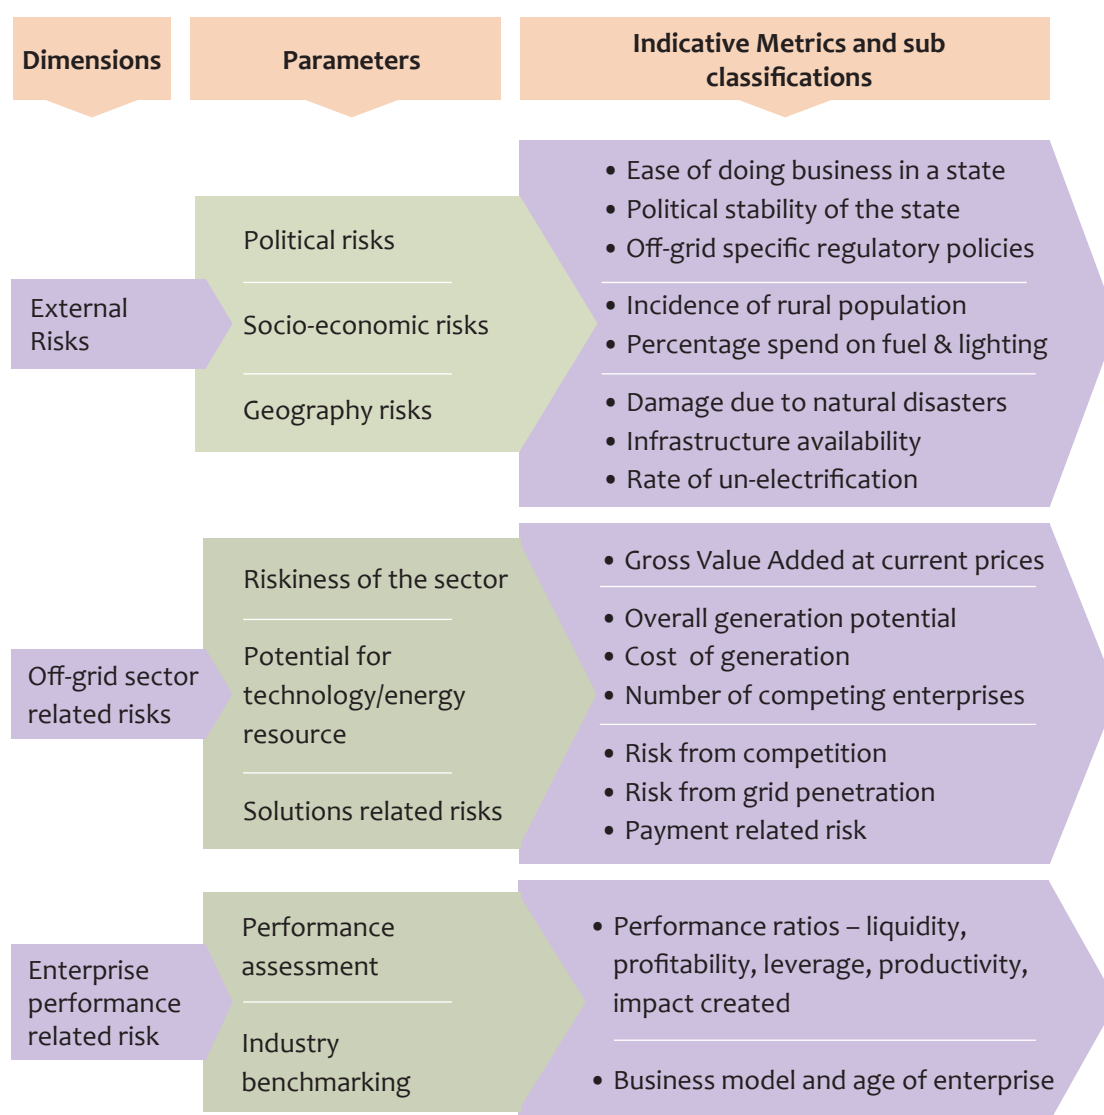 Dimensions
Parameters
Indicative Metrics and sub
classifications
External
Risks
Political risks
Socio-economic risks
Geography risks
• Ease of doing business in a state
• Political stability of the state
• Off-grid specific regulatory policies
• Incidence of rural population
• Percentage spend on fuel & lighting
• Damage due to natural disasters
• Infrastructure availability
• Rate of un-electrification
Off-grid sector
related risks
Riskiness of the sector
Potential for
technology/energy
resource
Solutions related risks
• Gross Value Added at current prices
• Overall generation potential
• Cost of generation
• Number of competing enterprises
• Risk from competition
• Risk from grid penetration
• Payment related risk
Enterprise
performance
related risk
Performance
assessment
Industry
benchmarking
• Performance ratios – liquidity,
profitability, leverage, productivity,
impact created
• Business model and age of enterprise